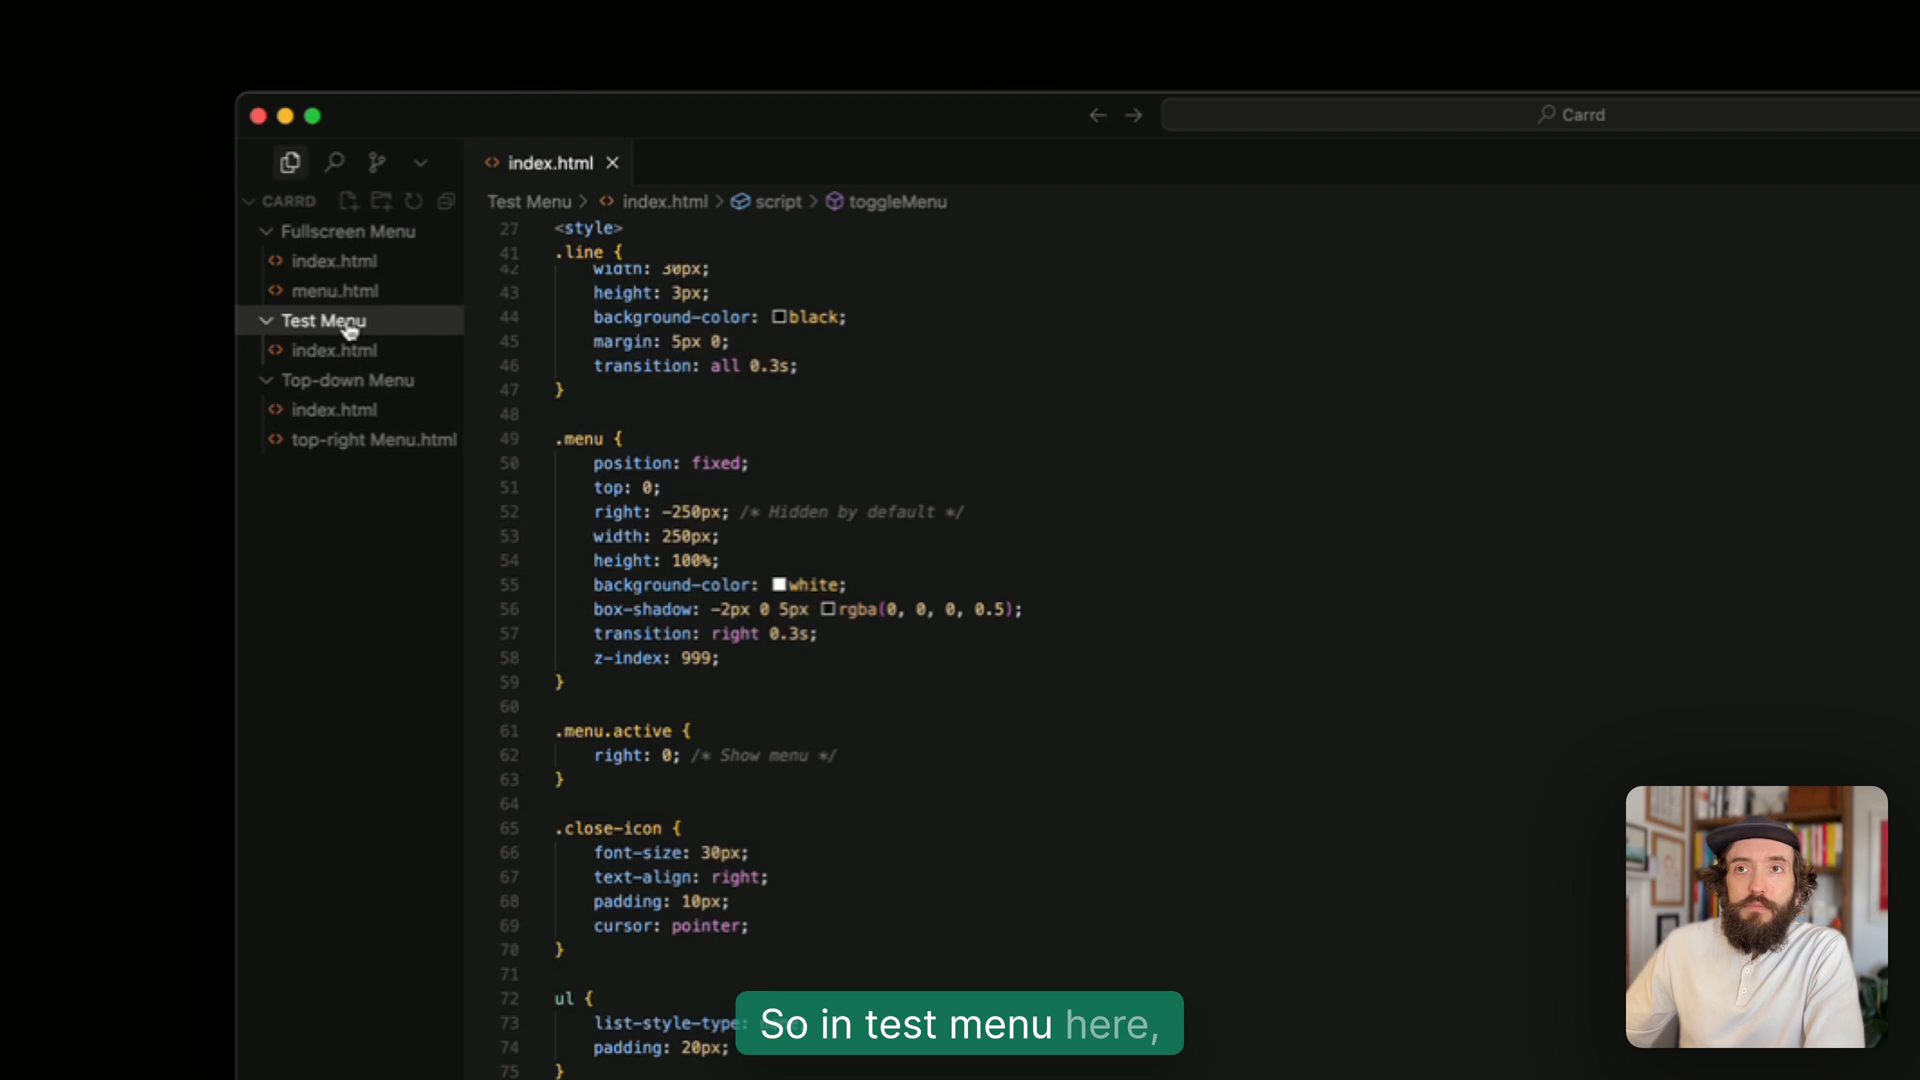 Carrd
index.html
CARRD
Test Menu > index.html > script > toggleMenu
Fullscreen Menu
index.html
menu.html
Test Menu
index.html
Top-down Menu
index.html
top-right Menu.html
27 <style>
41 .line {
42 width: 30px;
43 height: 3px;
44 background-color: black;
45 margin: 5px 0;
46 transition: all 0.3s;
47 }
48
49 .menu {
50 position: fixed;
51 top: 0;
52 right: -250px; /* Hidden by default */
53 width: 250px;
54 height: 100%;
55 background-color: white;
56 box-shadow: -2px 0 5px rgba(0, 0, 0, 0.5);
57 transition: right 0.3s;
58 z-index: 999;
59 }
60
61 .menu.active {
62 right: 0; /* Show menu */
63 }
64
65 .close-icon {
66 font-size: 30px;
67 text-align: right;
68 padding: 10px;
69 cursor: pointer;
70 }
71
72 ul {
73 list-style-type:
74 padding: 20px;
75 }
So in test menu here,